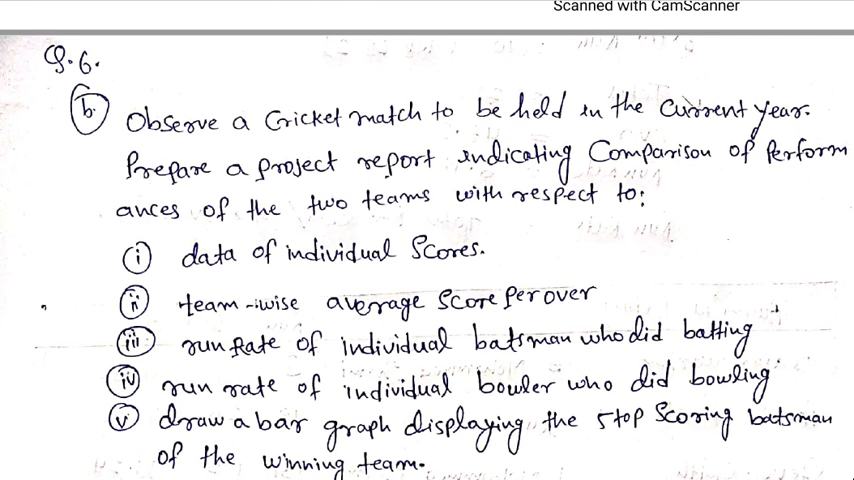 Scanned with CamScanner
Q.6.
b. Observe a Cricket match to be held in the current year.
Prepare a project report indicating Comparison of Perform
ances of the two teams with respect to:
(i) data of individual Scores.
(ii) team-wise average Score per over
(iii) run Rate of individual batsman who did batting
(iv) run rate of individual bowler who did bowling
(v) draw a bar graph displaying the 5 top Scoring batsman
of the winning team.